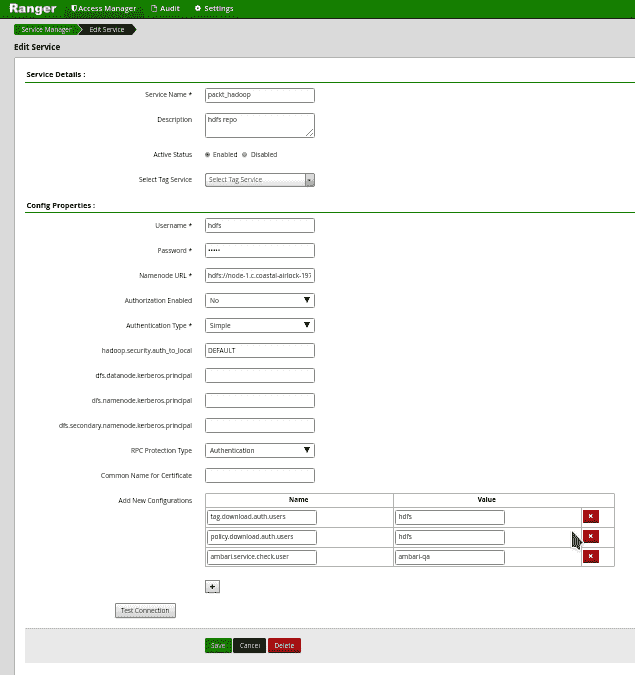 Ranger Access Manager Audit Settings
Service Manager Edit Service
Edit Service
Service Details :
Service Name * packt_hadoop
Description hdfs repo
Active Status Enabled Disabled
Select Tag Service Select Tag Service
Config Properties :
Username * hdfs
Password * •••••
Namenode URL * hdfs://node-1.c.coastal-airlock-197
Authorization Enabled No
Authentication Type * Simple
hadoop.security.auth_to_local DEFAULT
dfs.datanode.kerberos.principal
dfs.namenode.kerberos.principal
dfs.secondary.namenode.kerberos.principal
RPC Protection Type Authentication
Common Name for Certificate
Add New Configurations Name Value
tag.download.auth.users hdfs ×
policy.download.auth.users hdfs ×
ambari.service.check.user ambari-qa ×
+
Test Connection
Save Cancel Delete